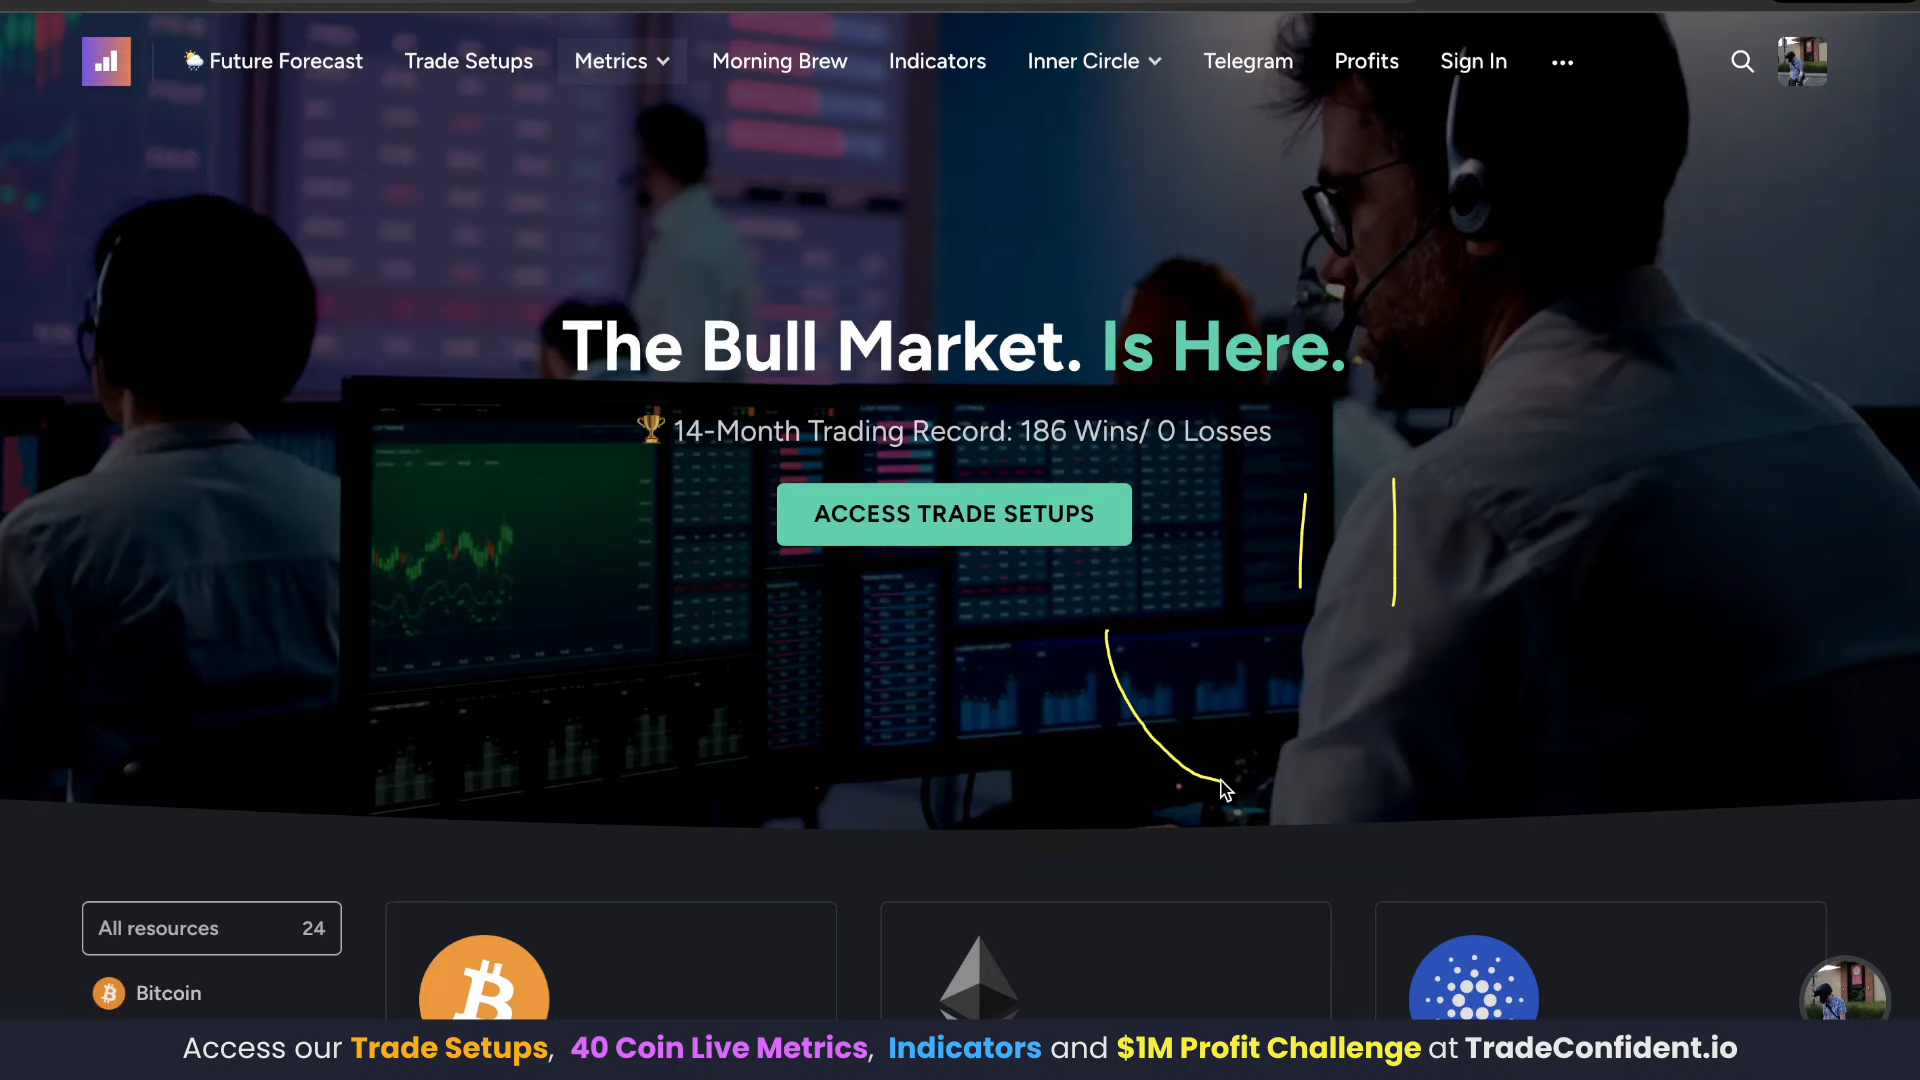 Future Forecast Trade Setups Metrics Morning Brew Indicators Inner Circle Telegram Profits Sign In
The Bull Market. Is Here.
14-Month Trading Record: 186 Wins/ 0 Losses
ACCESS TRADE SETUPS
All resources 24
Bitcoin
Access our Trade Setups, 40 Coin Live Metrics, Indicators and $1M Profit Challenge at TradeConfident.io